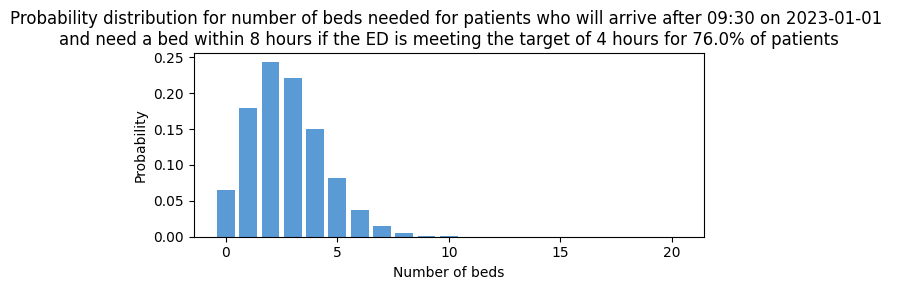 Probability distribution for number of beds needed for patients who will arrive after 09:30 on 2023-01-01
and need a bed within 8 hours if the ED is meeting the target of 4 hours for 76.0% of patients
0.25
0.20
0.15
0.10
0.05
0.00
Probability
0 5 10 15 20
Number of beds